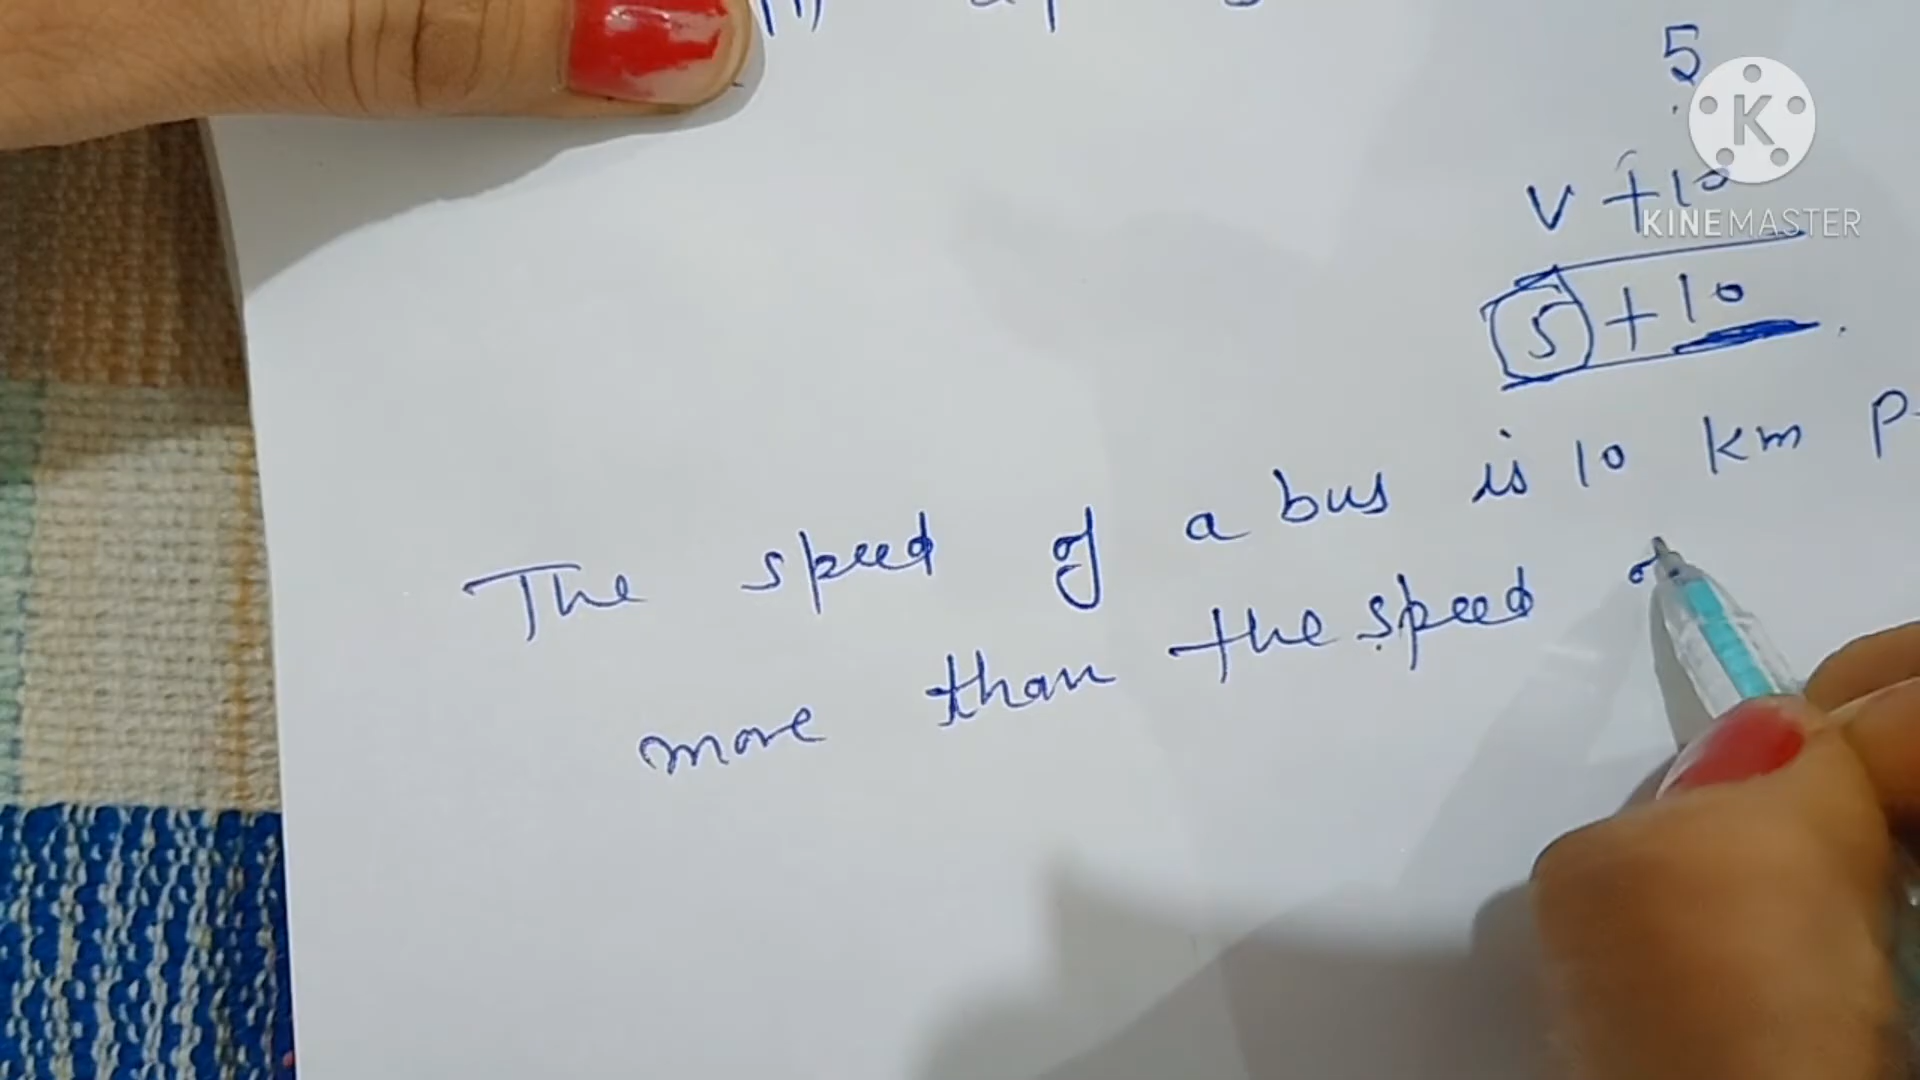 5
K
V + 10
KINEMASTER
5 + 10
The speed of a bus is 10 km p
more than the speed o